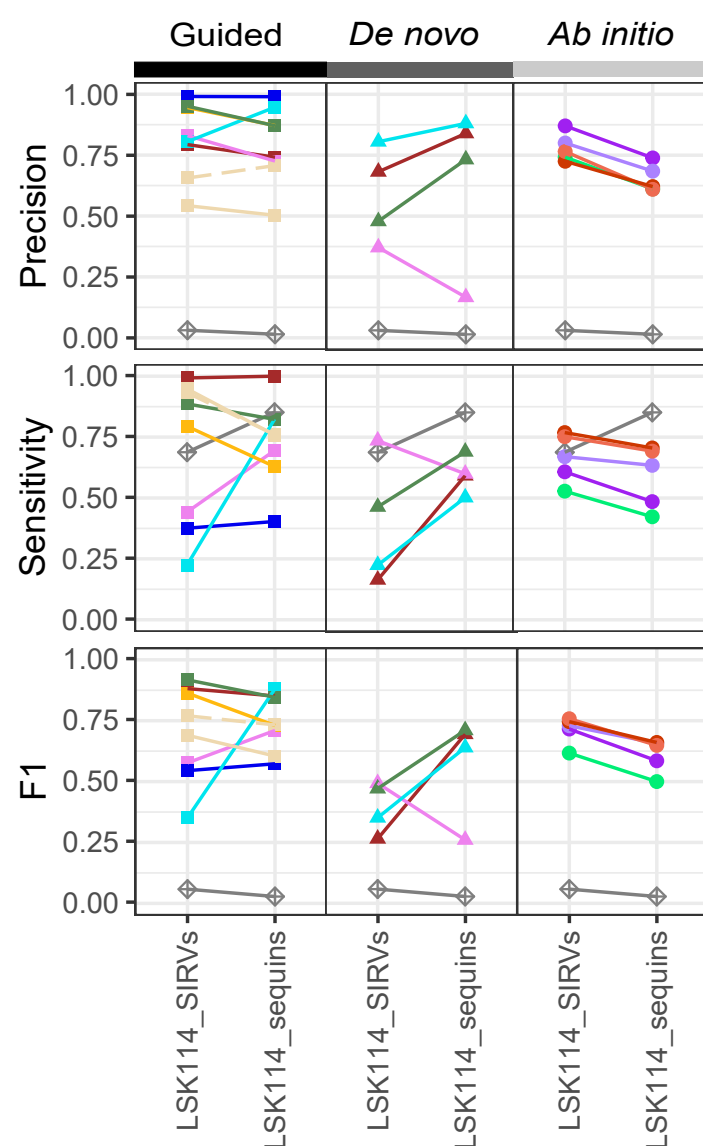 Guided De novo Ab initio
Precision
1.00
0.75
0.50
0.25
0.00
Sensitivity
1.00
0.75
0.50
0.25
0.00
F1
1.00
0.75
0.50
0.25
0.00
LSK114_SIRVs
LSK114_sequins
LSK114_SIRVs
LSK114_sequins
LSK114_SIRVs
LSK114_sequins